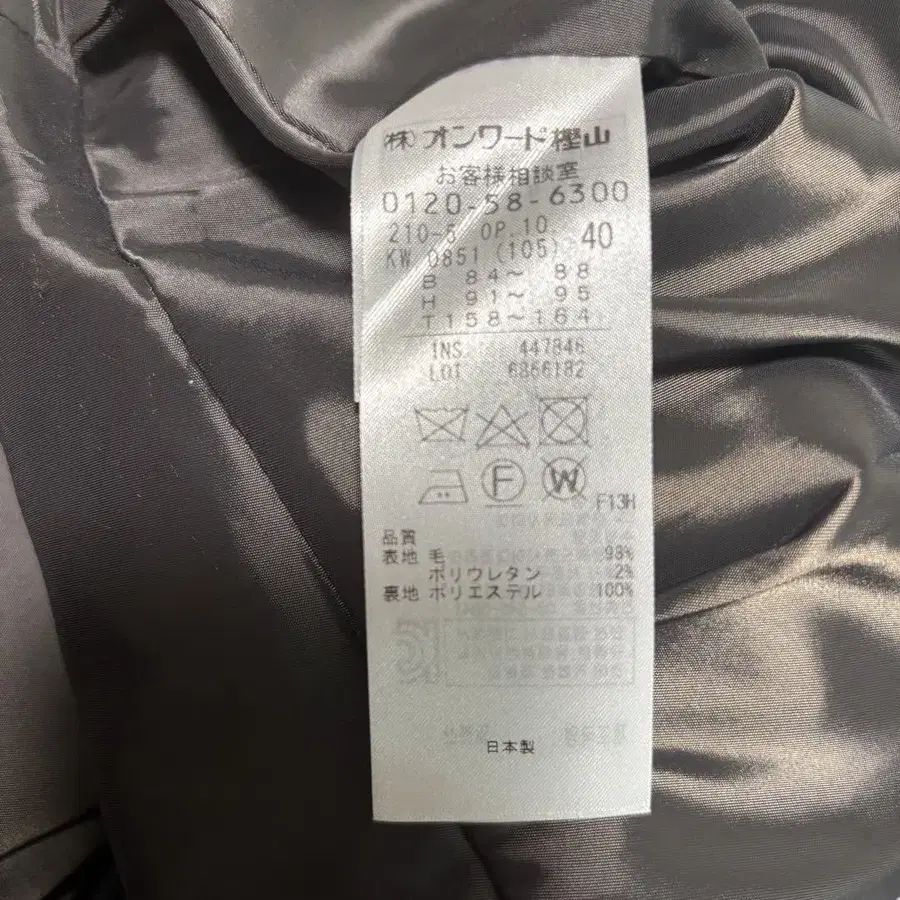 (株)オンワード樫山
お客様相談室
0120-58-6300
210-5 OP.10
KW 0851 (105) 40
B 84〜 88
H 91〜 95
T158〜164
INS 447846
LOT 6866182
F
W
F13H
品質
表地 毛 98%
ポリウレタン 2%
裏地 ポリエステル 100%
日本製